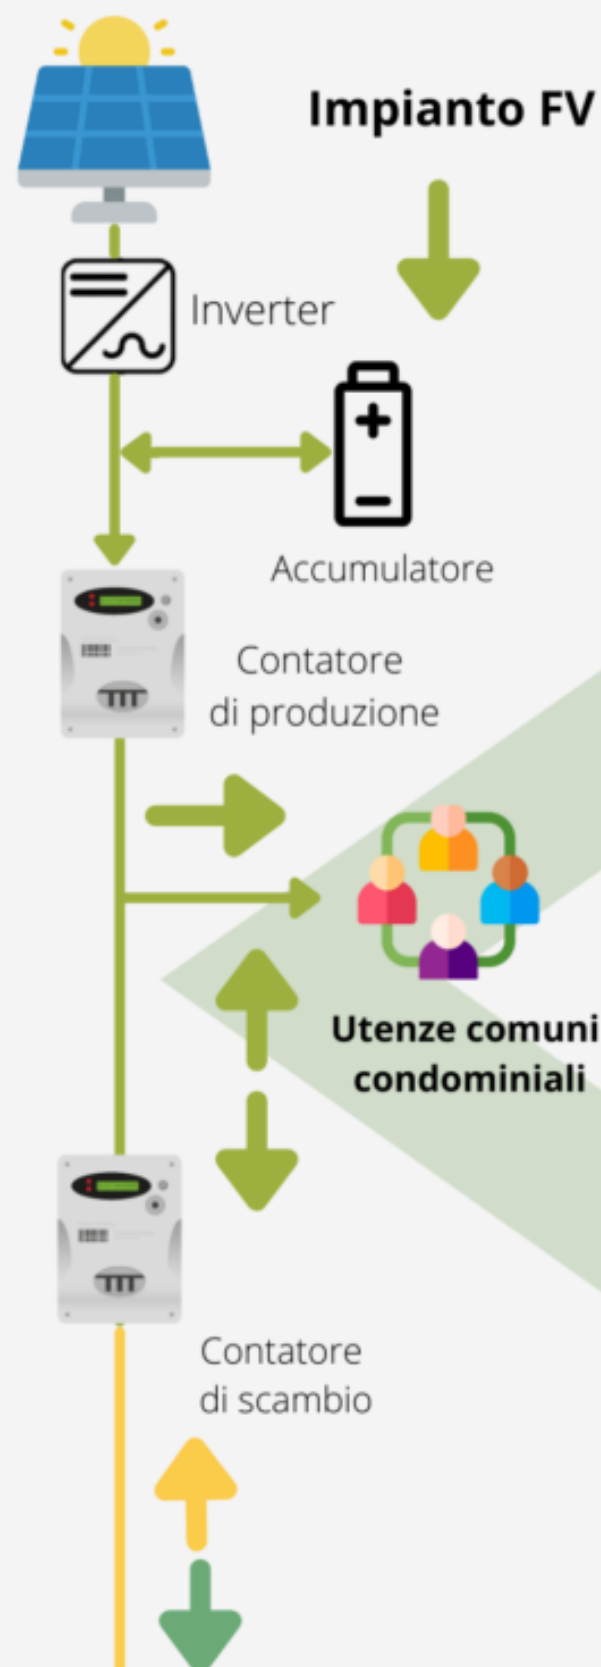 Impianto FV
Inverter
Accumulatore
Contatore
di produzione
Utenze comuni
condominiali
Contatore
di scambio